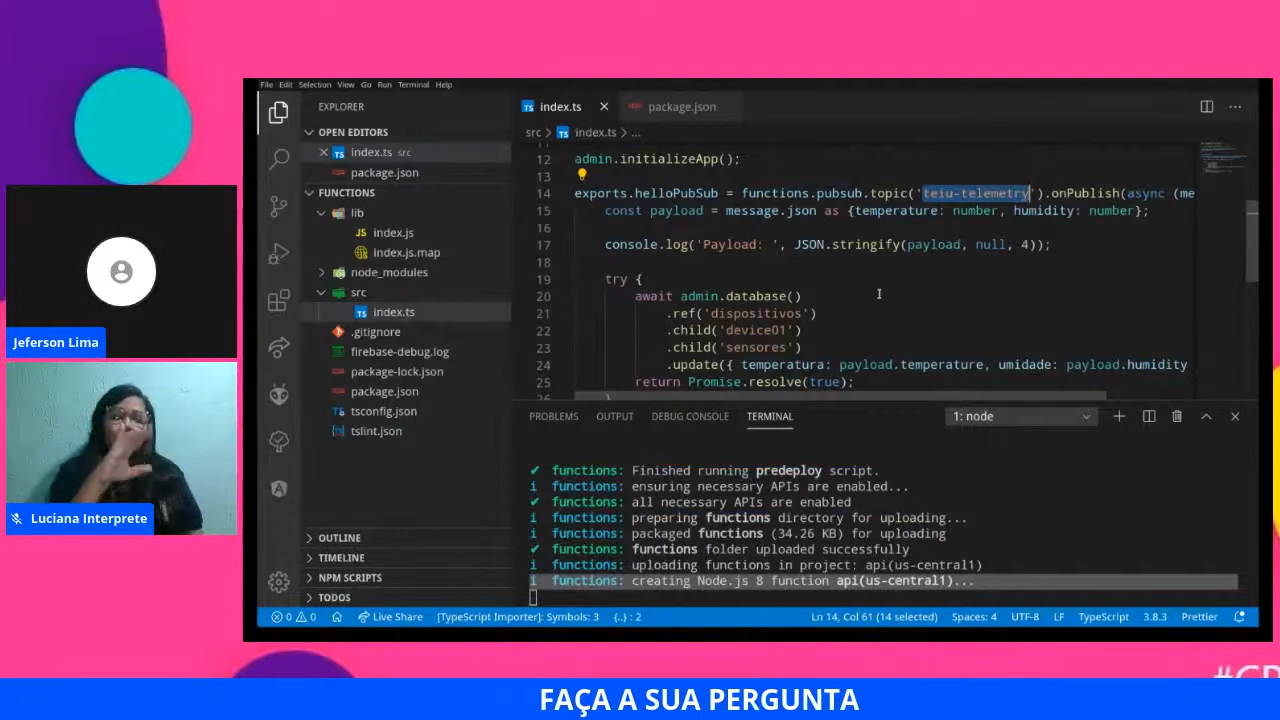 File Edit Selection View Go Run Terminal Help
EXPLORER
OPEN EDITORS
index.ts src
package.json
FUNCTIONS
lib
index.js
index.js.map
node_modules
src
index.ts
.gitignore
firebase-debug.log
package-lock.json
package.json
tsconfig.json
tslint.json
OUTLINE
TIMELINE
NPM SCRIPTS
TODOS
index.ts
package.json
src > index.ts > ...
12 admin.initializeApp();
13
14 exports.helloPubSub = functions.pubsub.topic('teiu-telemetry').onPublish(async (me
15 const payload = message.json as {temperature: number, humidity: number};
16
17 console.log('Payload: ', JSON.stringify(payload, null, 4));
18
19 try {
20 await admin.database()
21 .ref('dispositivos')
22 .child('device01')
23 .child('sensores')
24 .update({ temperatura: payload.temperature, umidade: payload.humidity
25 return Promise.resolve(true);
PROBLEMS OUTPUT DEBUG CONSOLE TERMINAL 1: node
✔ functions: Finished running predeploy script.
i functions: ensuring necessary APIs are enabled...
✔ functions: all necessary APIs are enabled
i functions: preparing functions directory for uploading...
i functions: packaged functions (34.26 KB) for uploading
✔ functions: functions folder uploaded successfully
i functions: uploading functions in project: api(us-central1)
i functions: creating Node.js 8 function api(us-central1)...
0 0 Live Share [TypeScript Importer]: Symbols: 3 {..} : 2 Ln 14, Col 61 (14 selected) Spaces: 4 UTF-8 LF TypeScript 3.8.3 Prettier
Jeferson Lima
Luciana Interprete
FAÇA A SUA PERGUNTA